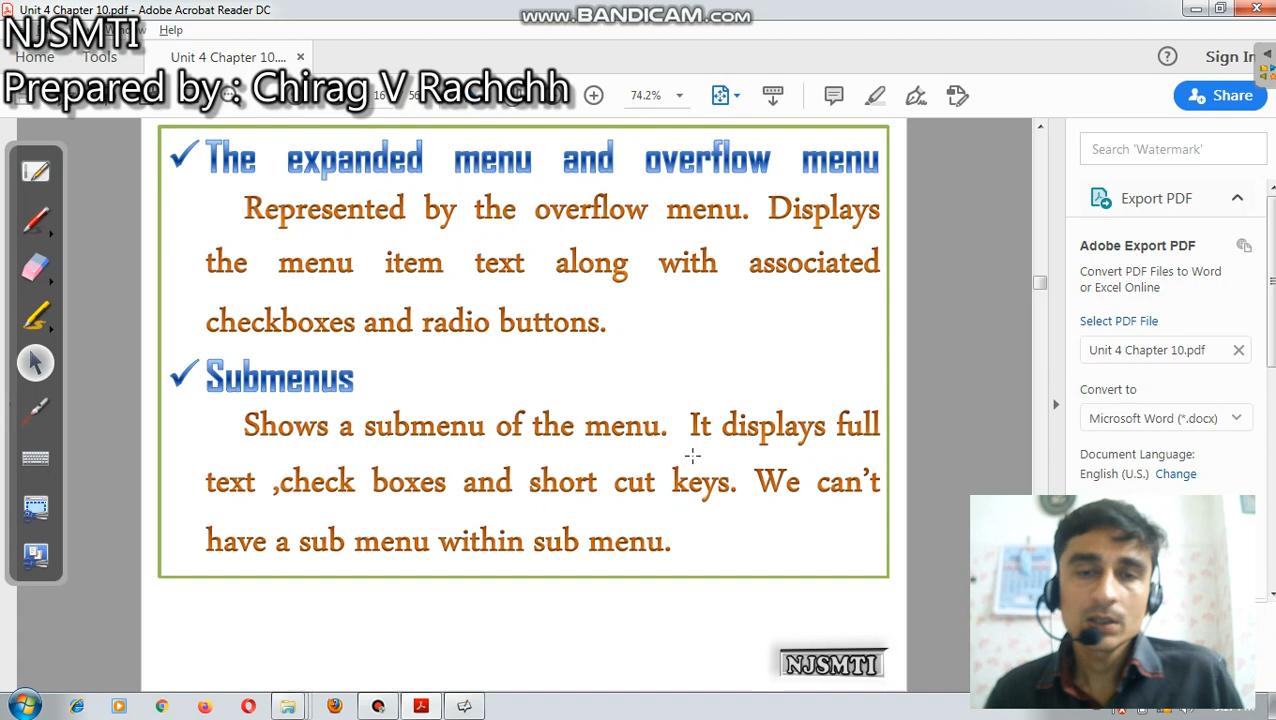 Unit 4 Chapter 10.pdf - Adobe Acrobat Reader DC
www.BANDICAM.com
NJSMTI
Help
Home Tools Unit 4 Chapter 10....
Sign In
Prepared by : Chirag V Rachchh
74.2%
Share
The expanded menu and overflow menu
Represented by the overflow menu. Displays
the menu item text along with associated
checkboxes and radio buttons.
Submenus
Shows a submenu of the menu. It displays full
text ,check boxes and short cut keys. We can't
have a sub menu within sub menu.
NJSMTI
Search 'Watermark'
Export PDF
Adobe Export PDF
Convert PDF Files to Word
or Excel Online
Select PDF File
Unit 4 Chapter 10.pdf
Convert to
Microsoft Word (*.docx)
Document Language:
English (U.S.) Change